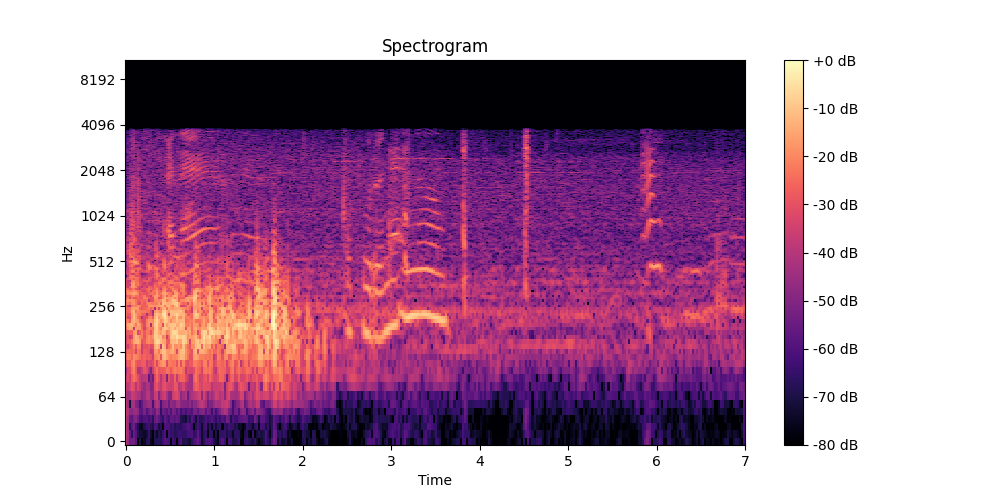 Spectrogram
8192
4096
2048
1024
512
256
128
64
0
Hz
0 1 2 3 4 5 6 7
Time
+0 dB
-10 dB
-20 dB
-30 dB
-40 dB
-50 dB
-60 dB
-70 dB
-80 dB